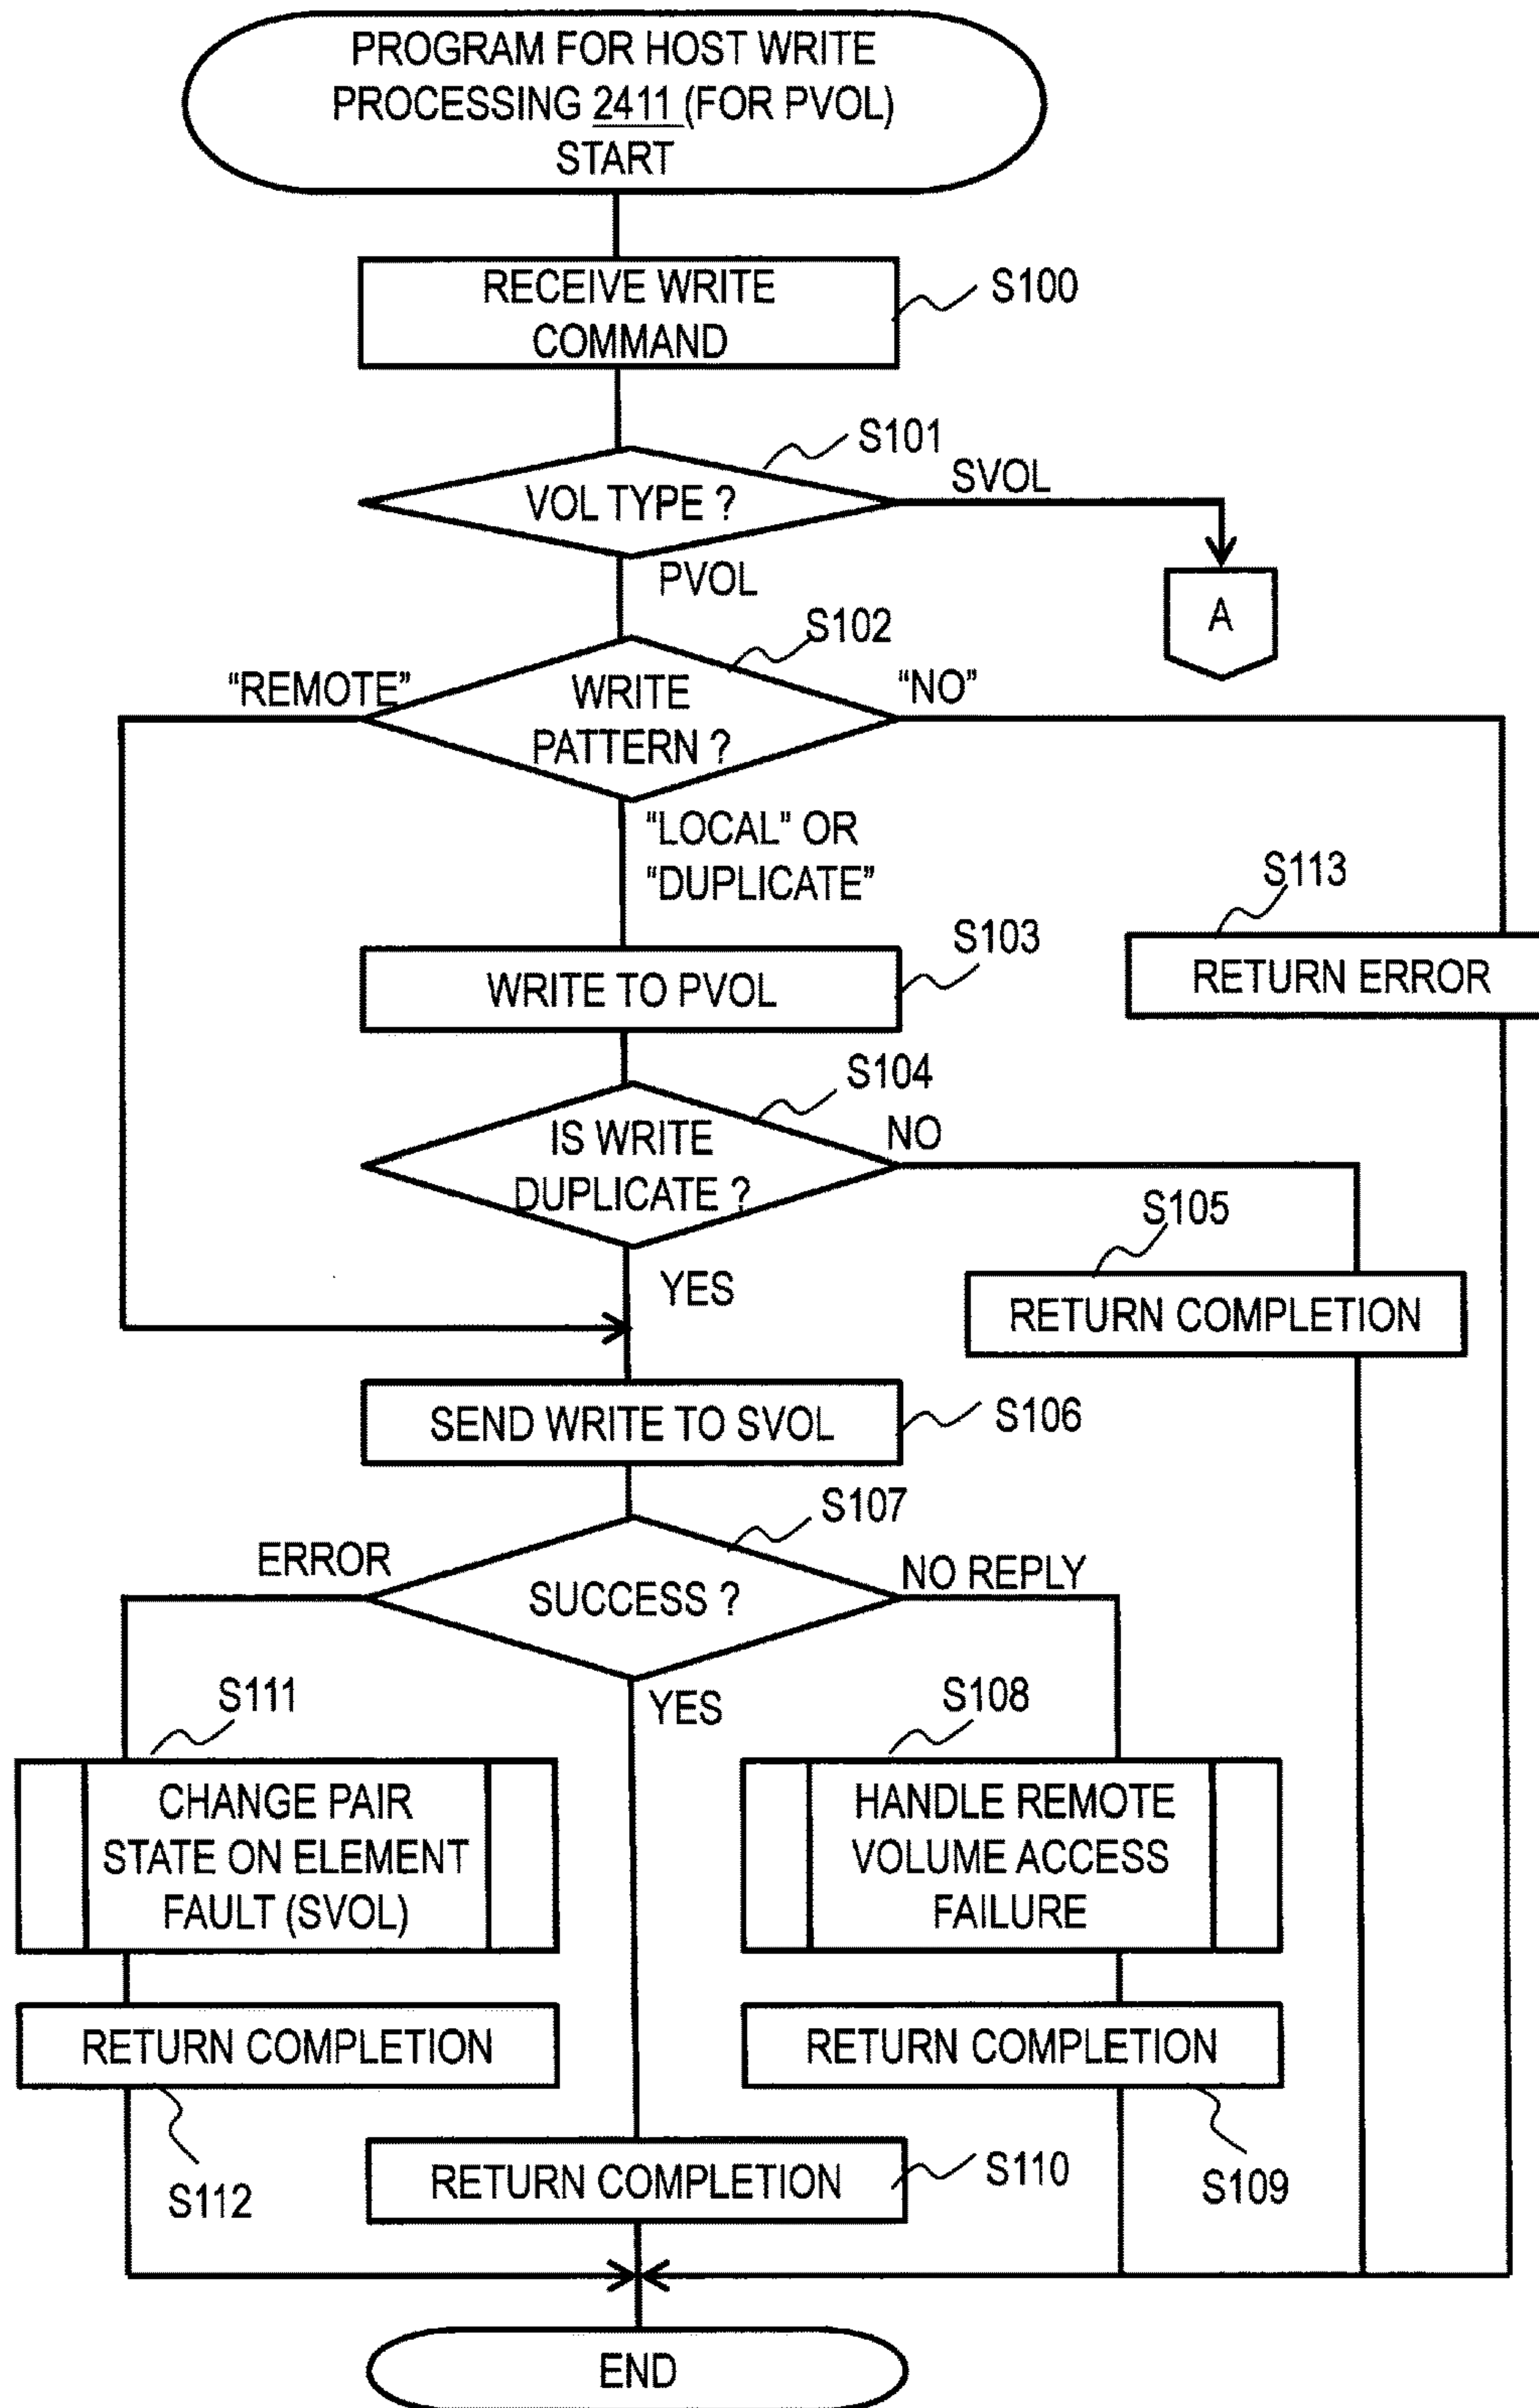 PROGRAM FOR HOST WRITE
PROCESSING 2411 (FOR PVOL)
START
RECEIVE WRITE
COMMAND
S100
S101
VOL TYPE ?
SVOL
A
PVOL
S102
"REMOTE"
WRITE
PATTERN ?
"NO"
"LOCAL" OR
"DUPLICATE"
S113
RETURN ERROR
S103
WRITE TO PVOL
S104
IS WRITE
DUPLICATE ?
NO
S105
RETURN COMPLETION
YES
SEND WRITE TO SVOL
S106
S107
ERROR
SUCCESS ?
NO REPLY
YES
S111
S108
CHANGE PAIR
STATE ON ELEMENT
FAULT (SVOL)
HANDLE REMOTE
VOLUME ACCESS
FAILURE
RETURN COMPLETION
RETURN COMPLETION
S112
RETURN COMPLETION
S110
S109
END